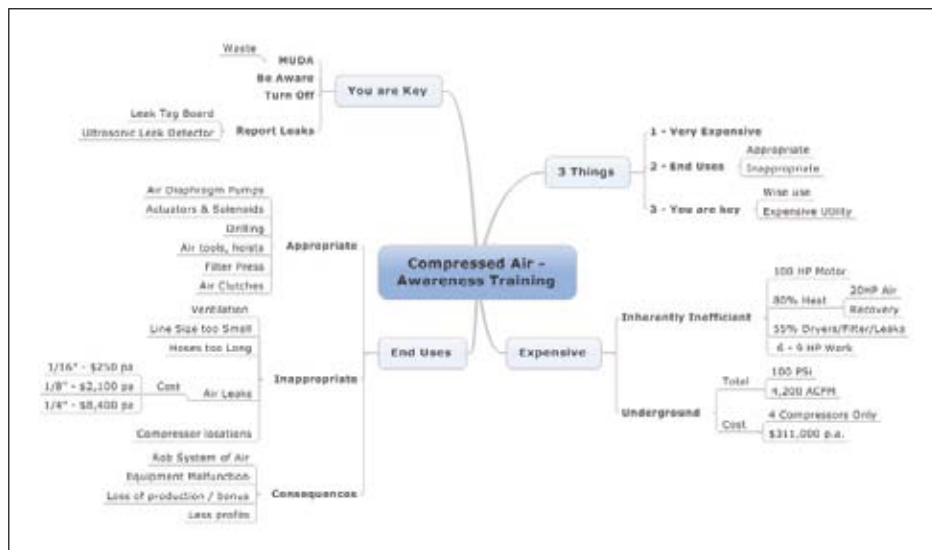 Compressed Air –
Awareness Training
You are Key
MUDA
Waste
Be Aware
Turn Off
Report Leaks
Leak Tag Board
Ultrasonic Leak Detector
3 Things
1 - Very Expensive
2 - End Uses
Appropriate
Inappropriate
3 - You are key
Wise use
Expensive Utility
End Uses
Appropriate
Air Diaphragm Pumps
Actuators & Solenoids
Drilling
Air tools, hoists
Filter Press
Air Clutches
Inappropriate
Ventilation
Line Size too Small
Hoses too Long
Air Leaks
Cost
1/16" - $250 pa
1/8" - $2,100 pa
1/4" - $8,400 pa
Compressor locations
Consequences
Rob System of Air
Equipment Malfunction
Loss of production / bonus
Less profits
Expensive
Inherently Inefficient
100 HP Motor
80% Heat
20HP Air
Recovery
55% Dryers/Filter/Leaks
6 - 9 HP Work
Underground
Total
100 PSi
4,200 ACFM
Cost
4 Compressors Only
$311,000 p.a.